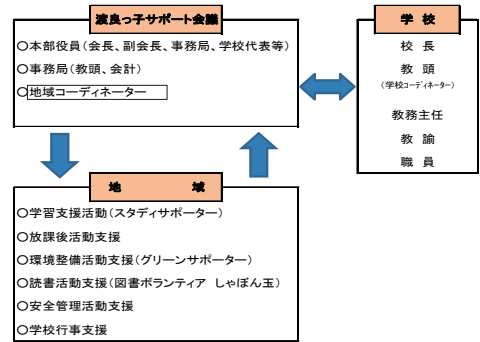 渡良っ子サポート会議
○本部役員(会長、副会長、事務局、学校代表等)
○事務局(教頭、会計)
○地域コーディネーター
学 校
校 長
教 頭
(学校コーディネーター)
教務主任
教 諭
職 員
地 域
○学習支援活動(スタディサポーター)
○放課後活動支援
○環境整備活動支援(グリーンサポーター)
○読書活動支援(図書ボランティア しゃぼん玉)
○安全管理活動支援
○学校行事支援